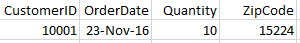 CustomerID OrderDate Quantity ZipCode
10001 23-Nov-16 10 15224